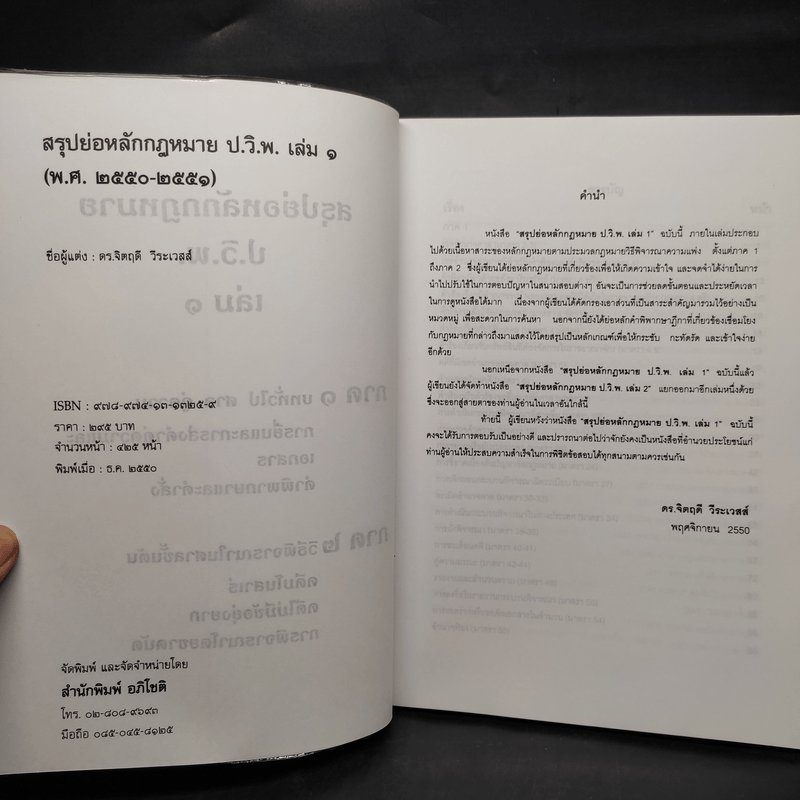 สรุปย่อหลักกฎหมาย ป.วิ.พ. เล่ม ๑
(พ.ศ. ๒๕๕๐-๒๕๕๑)
ชื่อผู้แต่ง : ดร.จิตฤดี วีระเวสส์
ISBN : ๙๗๘-๙๗๔-๑๓-๑๓๒๕-๙
ราคา : ๒๙๕ บาท
จำนวนหน้า : ๔๒๕ หน้า
พิมพ์เมื่อ : ธ.ค. ๒๕๕๐
จัดพิมพ์ และจัดจำหน่ายโดย
สำนักพิมพ์ อภิโชติ
โทร. ๐๒-๘๐๘-๙๖๙๓
มือถือ ๐๘๕-๐๔๕-๘๑๒๕
คำนำ
หนังสือ "สรุปย่อหลักกฎหมาย ป.วิ.พ. เล่ม 1" ฉบับนี้ ภายในเล่มประกอบ
ไปด้วยเนื้อหาสาระของหลักกฎหมายตามประมวลกฎหมายวิธีพิจารณาความแพ่ง ตั้งแต่ภาค 1
ถึงภาค 2 ซึ่งผู้เขียนได้ย่อหลักกฎหมายที่เกี่ยวข้องเพื่อให้เกิดความเข้าใจ และจดจำได้ง่ายในการ
นำไปปรับใช้ในการตอบปัญหาในสนามสอบต่างๆ อันจะเป็นการช่วยลดขั้นตอนและประหยัดเวลา
ในการดูหนังสือได้มาก เนื่องจากผู้เขียนได้คัดกรองเอาส่วนที่เป็นสาระสำคัญมารวมไว้อย่างเป็น
หมวดหมู่ เพื่อสะดวกในการค้นหา นอกจากนี้ยังได้ย่อหลักคำพิพากษาฎีกาที่เกี่ยวข้องเชื่อมโยง
กับกฎหมายที่กล่าวถึงมาแสดงไว้โดยสรุปเป็นหลักเกณฑ์เพื่อให้กระชับ กะทัดรัด และเข้าใจง่าย
อีกด้วย
นอกเหนือจากหนังสือ "สรุปย่อหลักกฎหมาย ป.วิ.พ. เล่ม 1" ฉบับนี้แล้ว
ผู้เขียนยังได้จัดทำหนังสือ "สรุปย่อหลักกฎหมาย ป.วิ.พ. เล่ม 2" แยกออกมาอีกเล่มหนึ่งด้วย
ซึ่งจะออกสู่สายตาของท่านผู้อ่านในเวลาอันใกล้นี้
ท้ายนี้ ผู้เขียนหวังว่าหนังสือ "สรุปย่อหลักกฎหมาย ป.วิ.พ. เล่ม 1" ฉบับนี้
คงจะได้รับการตอบรับเป็นอย่างดี และปรารถนาต่อไปว่าจักยังคงเป็นหนังสือที่อำนวยประโยชน์แก่
ท่านผู้อ่านให้ประสบความสำเร็จในการพิชิตข้อสอบได้ทุกสนามตามควรเช่นกัน
ดร.จิตฤดี วีระเวสส์
พฤศจิกายน 2550